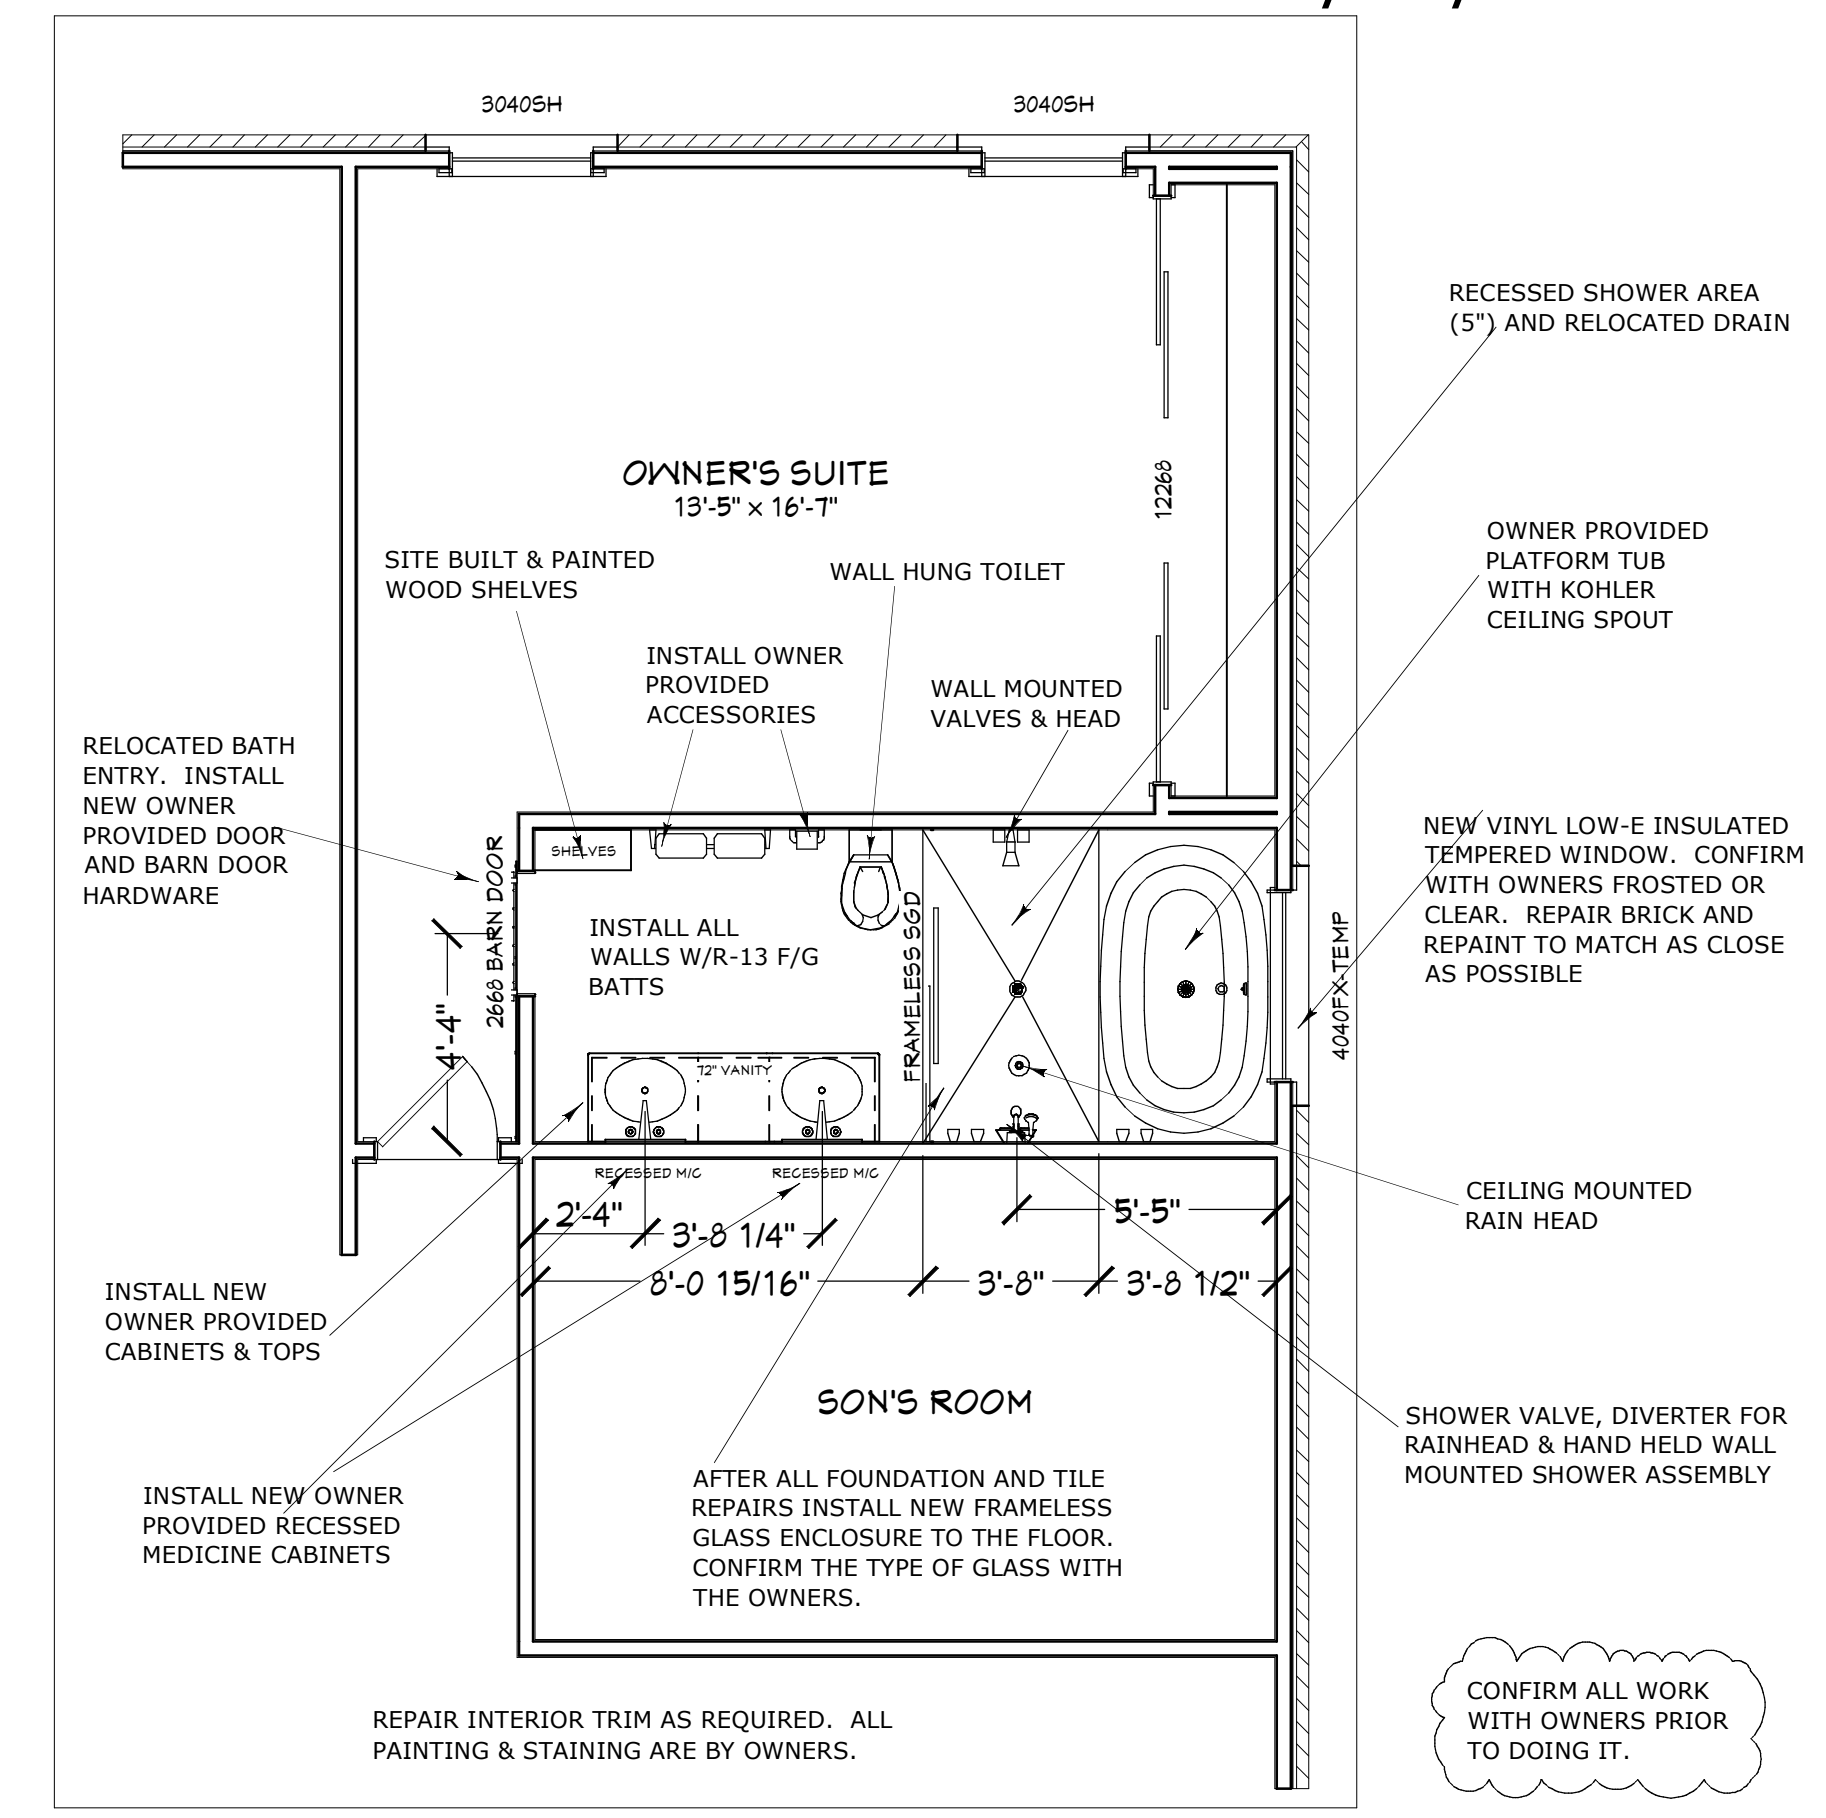 3040SH
3040SH
RECESSED SHOWER AREA
(5") AND RELOCATED DRAIN
OWNER'S SUITE
13'-5" x 16'-7"
12268
OWNER PROVIDED
PLATFORM TUB
WITH KOHLER
CEILING SPOUT
SITE BUILT & PAINTED
WOOD SHELVES
WALL HUNG TOILET
INSTALL OWNER
PROVIDED
ACCESSORIES
WALL MOUNTED
VALVES & HEAD
RELOCATED BATH
ENTRY.  INSTALL
NEW OWNER
PROVIDED DOOR
AND BARN DOOR
HARDWARE
NEW VINYL LOW-E INSULATED
TEMPERED WINDOW.  CONFIRM
WITH OWNERS FROSTED OR
CLEAR.  REPAIR BRICK AND
REPAINT TO MATCH AS CLOSE
AS POSSIBLE
SHELVES
2668 BARN DOOR
INSTALL ALL
WALLS W/R-13 F/G
BATTS
FRAMELESS SGD
4040FX-TEMP
4'-4"
72" VANITY
RECESSED M/C
RECESSED M/C
CEILING MOUNTED
RAIN HEAD
2'-4"
3'-8 1/4"
5'-5"
8'-0 15/16"
3'-8"
3'-8 1/2"
INSTALL NEW
OWNER PROVIDED
CABINETS & TOPS
SON'S ROOM
SHOWER VALVE, DIVERTER FOR
RAINHEAD & HAND HELD WALL
MOUNTED SHOWER ASSEMBLY
INSTALL NEW OWNER
PROVIDED RECESSED
MEDICINE CABINETS
AFTER ALL FOUNDATION AND TILE
REPAIRS INSTALL NEW FRAMELESS
GLASS ENCLOSURE TO THE FLOOR.
CONFIRM THE TYPE OF GLASS WITH
THE OWNERS.
REPAIR INTERIOR TRIM AS REQUIRED.  ALL
PAINTING & STAINING ARE BY OWNERS.
CONFIRM ALL WORK
WITH OWNERS PRIOR
TO DOING IT.